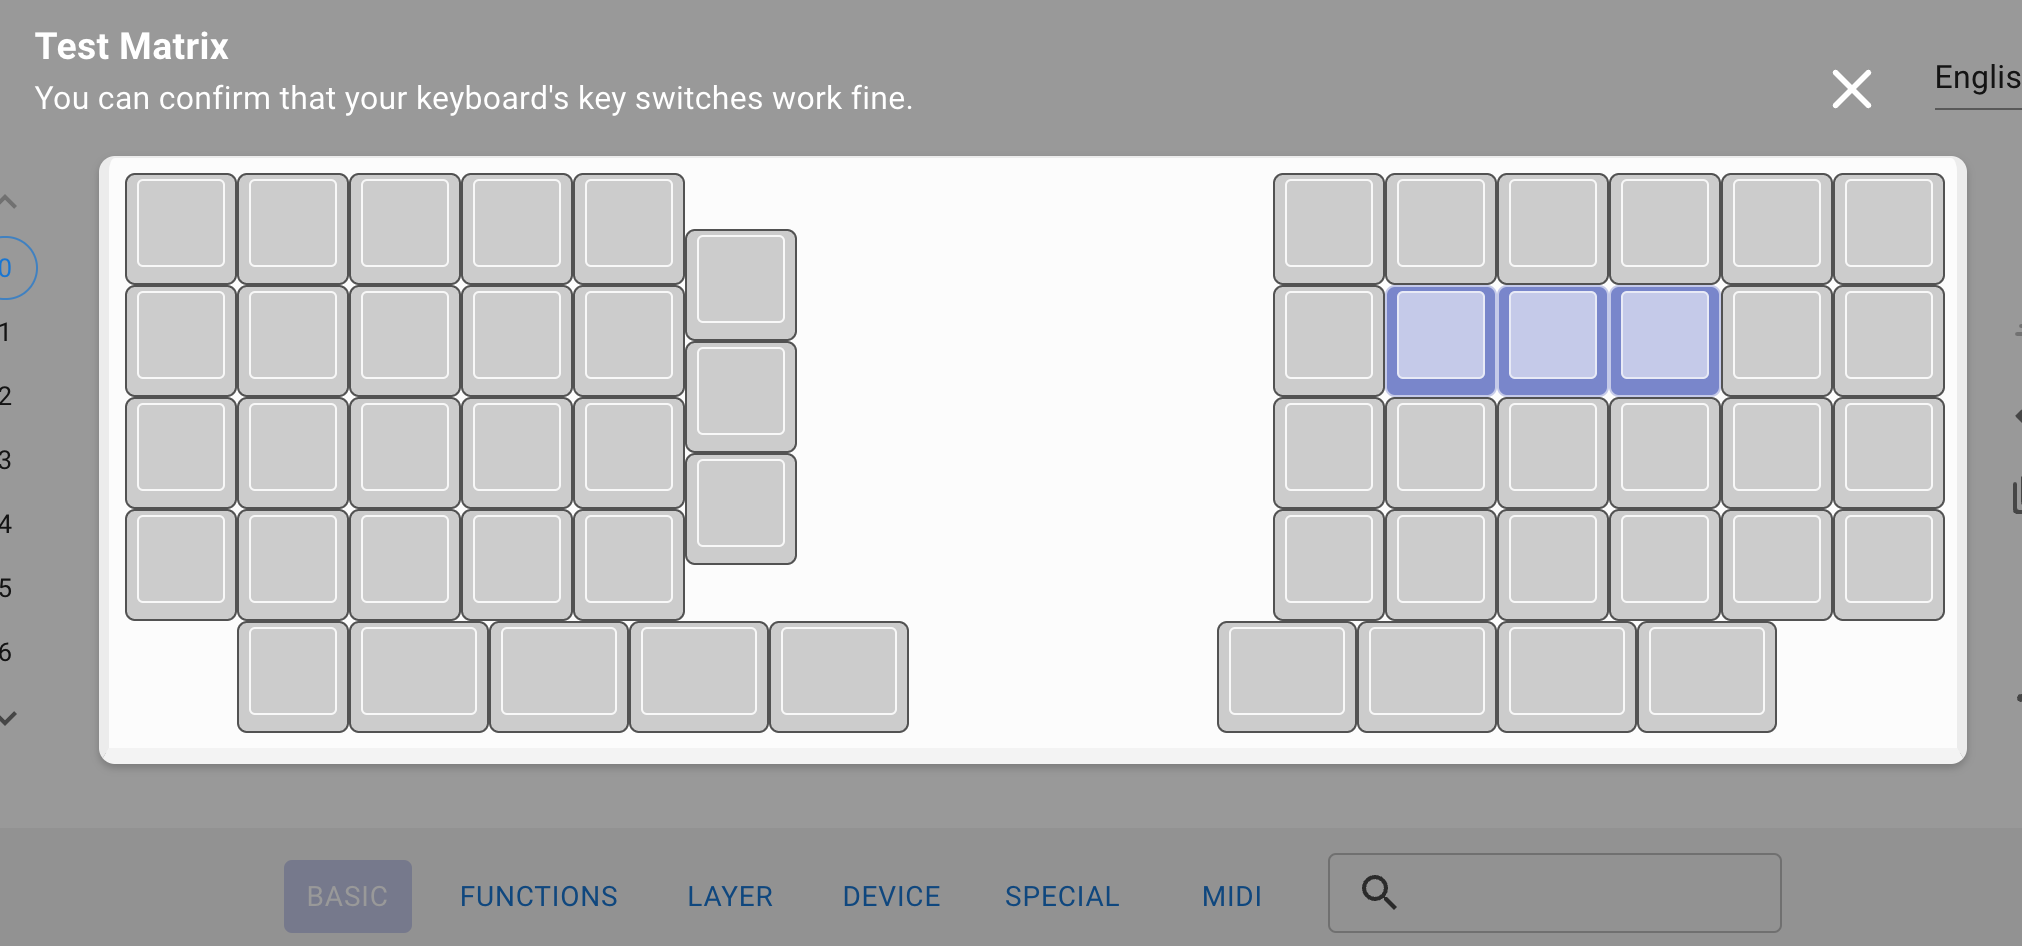 Test Matrix
You can confirm that your keyboard's key switches work fine.
Englis
0
1
2
3
4
5
6
BASIC FUNCTIONS LAYER DEVICE SPECIAL MIDI